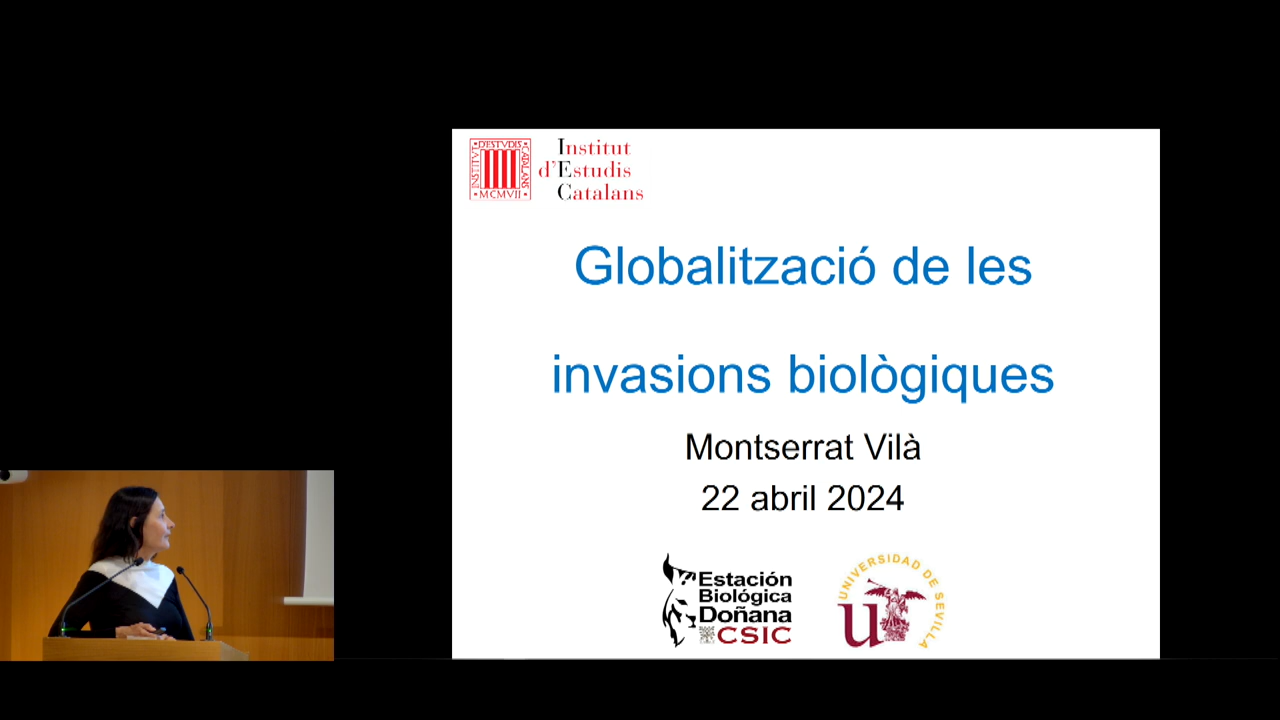 INSTITVT
D'ESTVDIS
CATALANS
MCMVII
Institut
d'Estudis
Catalans
Globalització de les
invasions biològiques
Montserrat Vilà
22 abril 2024
Estación
Biológica
Doñana
CSIC
UNIVERSIDAD DE SEVILLA